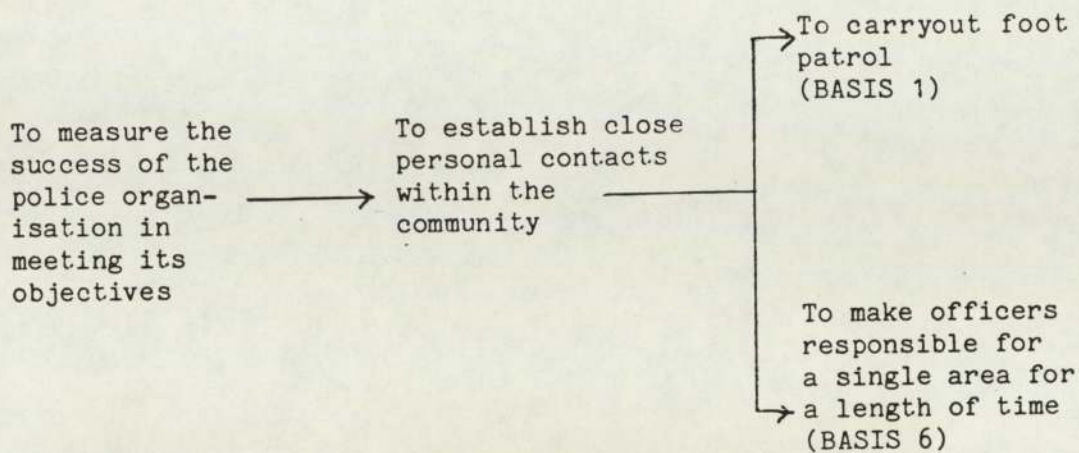 To measure the
success of the
police organ-
isation in
meeting its
objectives
To establish close
personal contacts
within the
community
To carryout foot
patrol
(BASIS 1)
To make officers
responsible for
a single area for
a length of time
(BASIS 6)